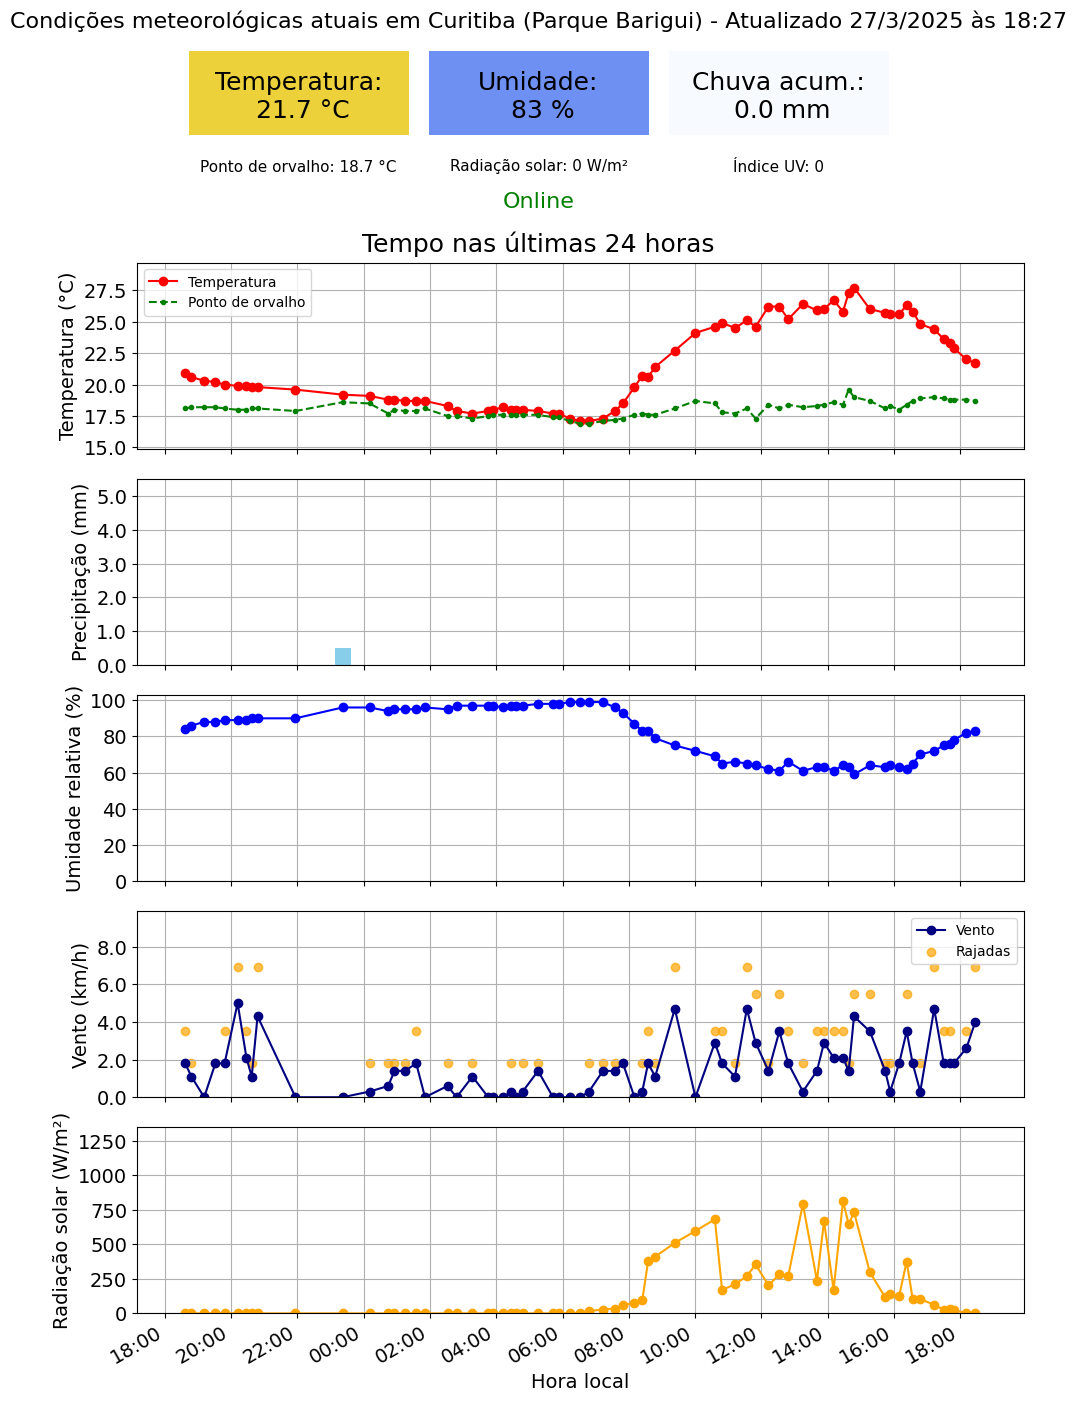 Condições meteorológicas atuais em Curitiba (Parque Barigui) - Atualizado 27/3/2025 às 18:27
Temperatura:
21.7 °C
Umidade:
83 %
Chuva acum.:
0.0 mm
Ponto de orvalho: 18.7 °C
Radiação solar: 0 W/m²
Índice UV: 0
Online
Tempo nas últimas 24 horas
Temperatura (°C)
27.5
25.0
22.5
20.0
17.5
15.0
Temperatura
Ponto de orvalho
Precipitação (mm)
5.0
4.0
3.0
2.0
1.0
0.0
Umidade relativa (%)
100
80
60
40
20
0
Vento (km/h)
8.0
6.0
4.0
2.0
0.0
Vento
Rajadas
Radiação solar (W/m²)
1250
1000
750
500
250
0
18:00
20:00
22:00
00:00
02:00
04:00
06:00
08:00
10:00
12:00
14:00
16:00
18:00
Hora local